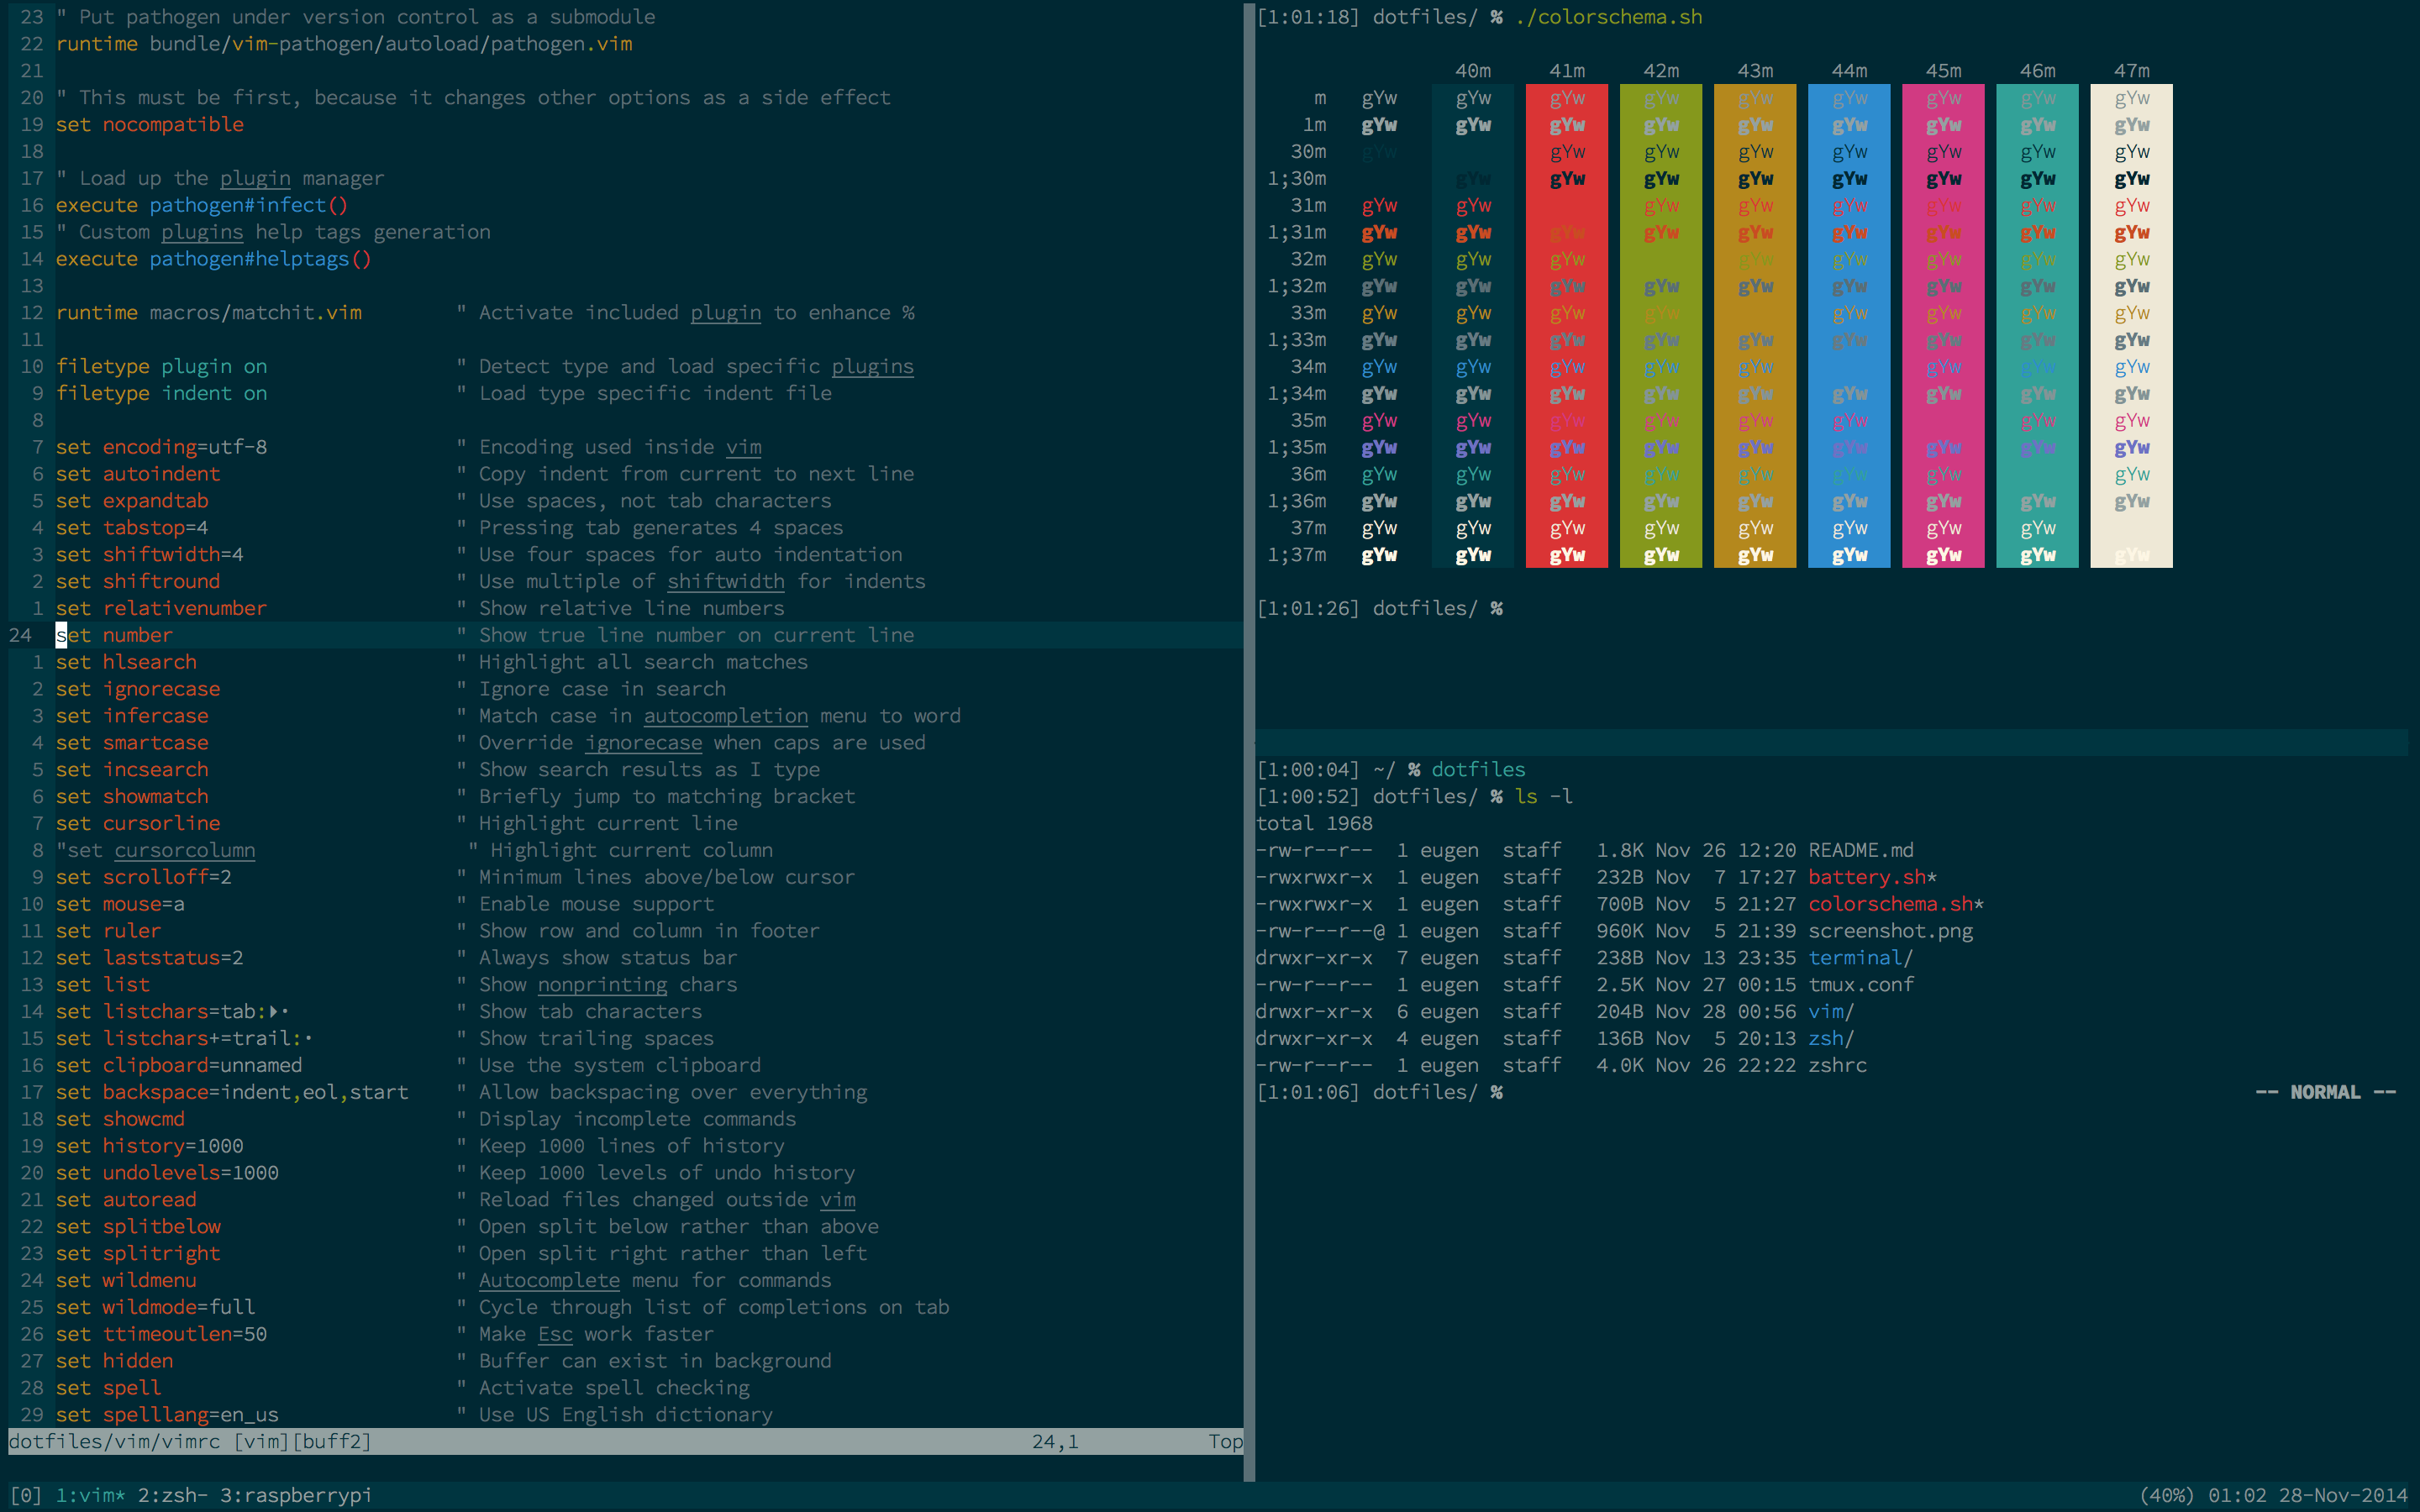 23 " Put pathogen under version control as a submodule
22 runtime bundle/vim-pathogen/autoload/pathogen.vim
21
20 " This must be first, because it changes other options as a side effect
19 set nocompatible
18
17 " Load up the plugin manager
16 execute pathogen#infect()
15 " Custom plugins help tags generation
14 execute pathogen#helptags()
13
12 runtime macros/matchit.vim        " Activate included plugin to enhance %
11
10 filetype plugin on                " Detect type and load specific plugins
9 filetype indent on                " Load type specific indent file
8
7 set encoding=utf-8                " Encoding used inside vim
6 set autoindent                    " Copy indent from current to next line
5 set expandtab                     " Use spaces, not tab characters
4 set tabstop=4                     " Pressing tab generates 4 spaces
3 set shiftwidth=4                  " Use four spaces for auto indentation
2 set shiftround                    " Use multiple of shiftwidth for indents
1 set relativenumber                " Show relative line numbers
24 set number                        " Show true line number on current line
1 set hlsearch                      " Highlight all search matches
2 set ignorecase                    " Ignore case in search
3 set infercase                     " Match case in autocompletion menu to word
4 set smartcase                     " Override ignorecase when caps are used
5 set incsearch                     " Show search results as I type
6 set showmatch                     " Briefly jump to matching bracket
7 set cursorline                    " Highlight current line
8 "set cursorcolumn                  " Highlight current column
9 set scrolloff=2                   " Minimum lines above/below cursor
10 set mouse=a                       " Enable mouse support
11 set ruler                         " Show row and column in footer
12 set laststatus=2                  " Always show status bar
13 set list                          " Show nonprinting chars
14 set listchars=tab:▸·              " Show tab characters
15 set listchars+=trail:·            " Show trailing spaces
16 set clipboard=unnamed             " Use the system clipboard
17 set backspace=indent,eol,start    " Allow backspacing over everything
18 set showcmd                       " Display incomplete commands
19 set history=1000                  " Keep 1000 lines of history
20 set undolevels=1000               " Keep 1000 levels of undo history
21 set autoread                      " Reload files changed outside vim
22 set splitbelow                    " Open split below rather than above
23 set splitright                    " Open split right rather than left
24 set wildmenu                      " Autocomplete menu for commands
25 set wildmode=full                 " Cycle through list of completions on tab
26 set ttimeoutlen=50                " Make Esc work faster
27 set hidden                        " Buffer can exist in background
28 set spell                         " Activate spell checking
29 set spelllang=en_us               " Use US English dictionary
dotfiles/vim/vimrc [vim][buff2] 24,1 Top
[1:01:18] dotfiles/ % ./colorschema.sh
40m 41m 42m 43m 44m 45m 46m 47m
m gYw gYw gYw gYw gYw gYw gYw gYw gYw
1m gYw gYw gYw gYw gYw gYw gYw gYw gYw
30m gYw gYw gYw gYw gYw gYw gYw gYw
1;30m gYw gYw gYw gYw gYw gYw gYw gYw
31m gYw gYw gYw gYw gYw gYw gYw gYw
1;31m gYw gYw gYw gYw gYw gYw gYw gYw gYw
32m gYw gYw gYw gYw gYw gYw gYw gYw
1;32m gYw gYw gYw gYw gYw gYw gYw gYw gYw
33m gYw gYw gYw gYw gYw gYw gYw gYw
1;33m gYw gYw gYw gYw gYw gYw gYw gYw gYw
34m gYw gYw gYw gYw gYw gYw gYw gYw
1;34m gYw gYw gYw gYw gYw gYw gYw gYw gYw
35m gYw gYw gYw gYw gYw gYw gYw gYw
1;35m gYw gYw gYw gYw gYw gYw gYw gYw gYw
36m gYw gYw gYw gYw gYw gYw gYw gYw
1;36m gYw gYw gYw gYw gYw gYw gYw gYw gYw
37m gYw gYw gYw gYw gYw gYw gYw gYw
1;37m gYw gYw gYw gYw gYw gYw gYw gYw gYw
[1:01:26] dotfiles/ %
[1:00:04] ~/ % dotfiles
[1:00:52] dotfiles/ % ls -l
total 1968
-rw-r--r--  1 eugen  staff   1.8K Nov 26 12:20 README.md
-rwxrwxr-x  1 eugen  staff   232B Nov  7 17:27 battery.sh*
-rwxrwxr-x  1 eugen  staff   700B Nov  5 21:27 colorschema.sh*
-rw-r--r--@ 1 eugen  staff   960K Nov  5 21:39 screenshot.png
drwxr-xr-x  7 eugen  staff   238B Nov 13 23:35 terminal/
-rw-r--r--  1 eugen  staff   2.5K Nov 27 00:15 tmux.conf
drwxr-xr-x  6 eugen  staff   204B Nov 28 00:56 vim/
drwxr-xr-x  4 eugen  staff   136B Nov  5 20:13 zsh/
-rw-r--r--  1 eugen  staff   4.0K Nov 26 22:22 zshrc
[1:01:06] dotfiles/ % -- NORMAL --
[0] 1:vim* 2:zsh- 3:raspberrypi (40%) 01:02 28-Nov-2014